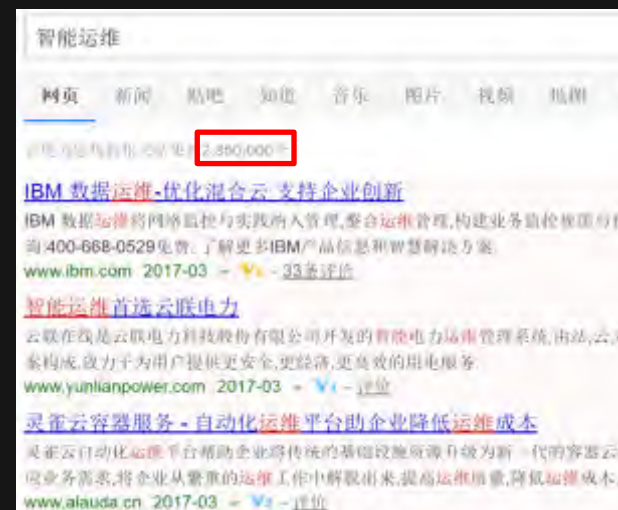 智能运维
网页 新闻 贴吧 知道 音乐 图片 视频 地图
2,850,000个
IBM 数据运维-优化混合云 支持企业创新
IBM 数据运维将网络监控与实践纳入管理,整合运维管理,构建业务监控
询 400-668-0529免费. 了解更多IBM产品信息和智慧解决方案.
www.ibm.com 2017-03 - V3 - 33条评价
智能运维首选云联电力
云联在线是云联电力科技股份有限公司开发的智能电力运维管理系统,由站,云,
案构成,致力于为用户提供更安全,更经济,更高效的用电服务.
www.yunlianpower.com 2017-03 - V1 - 评价
灵雀云容器服务 - 自动化运维平台助企业降低运维成本
灵雀云自动化运维平台帮助企业将传统的基础设施资源升级为新一代的容器云
业务需求,将企业从繁重的运维工作中解脱出来,提高运维质量,降低运维成本,
www.alauda.cn 2017-03 - V2 - 评价